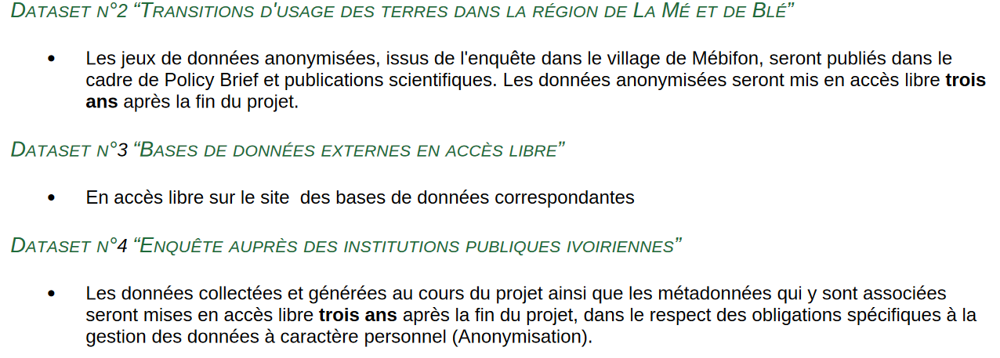 Dataset n°2 “Transitions d'usage des terres dans la région de La Mé et de Blé”
• Les jeux de données anonymisées, issus de l'enquête dans le village de Mébifon, seront publiés dans le
cadre de Policy Brief et publications scientifiques. Les données anonymisées seront mis en accès libre trois
ans après la fin du projet.
Dataset n°3 “Bases de données externes en accès libre”
• En accès libre sur le site  des bases de données correspondantes
Dataset n°4 “Enquête auprès des institutions publiques ivoiriennes”
• Les données collectées et générées au cours du projet ainsi que les métadonnées qui y sont associées
seront mises en accès libre trois ans après la fin du projet, dans le respect des obligations spécifiques à la
gestion des données à caractère personnel (Anonymisation).